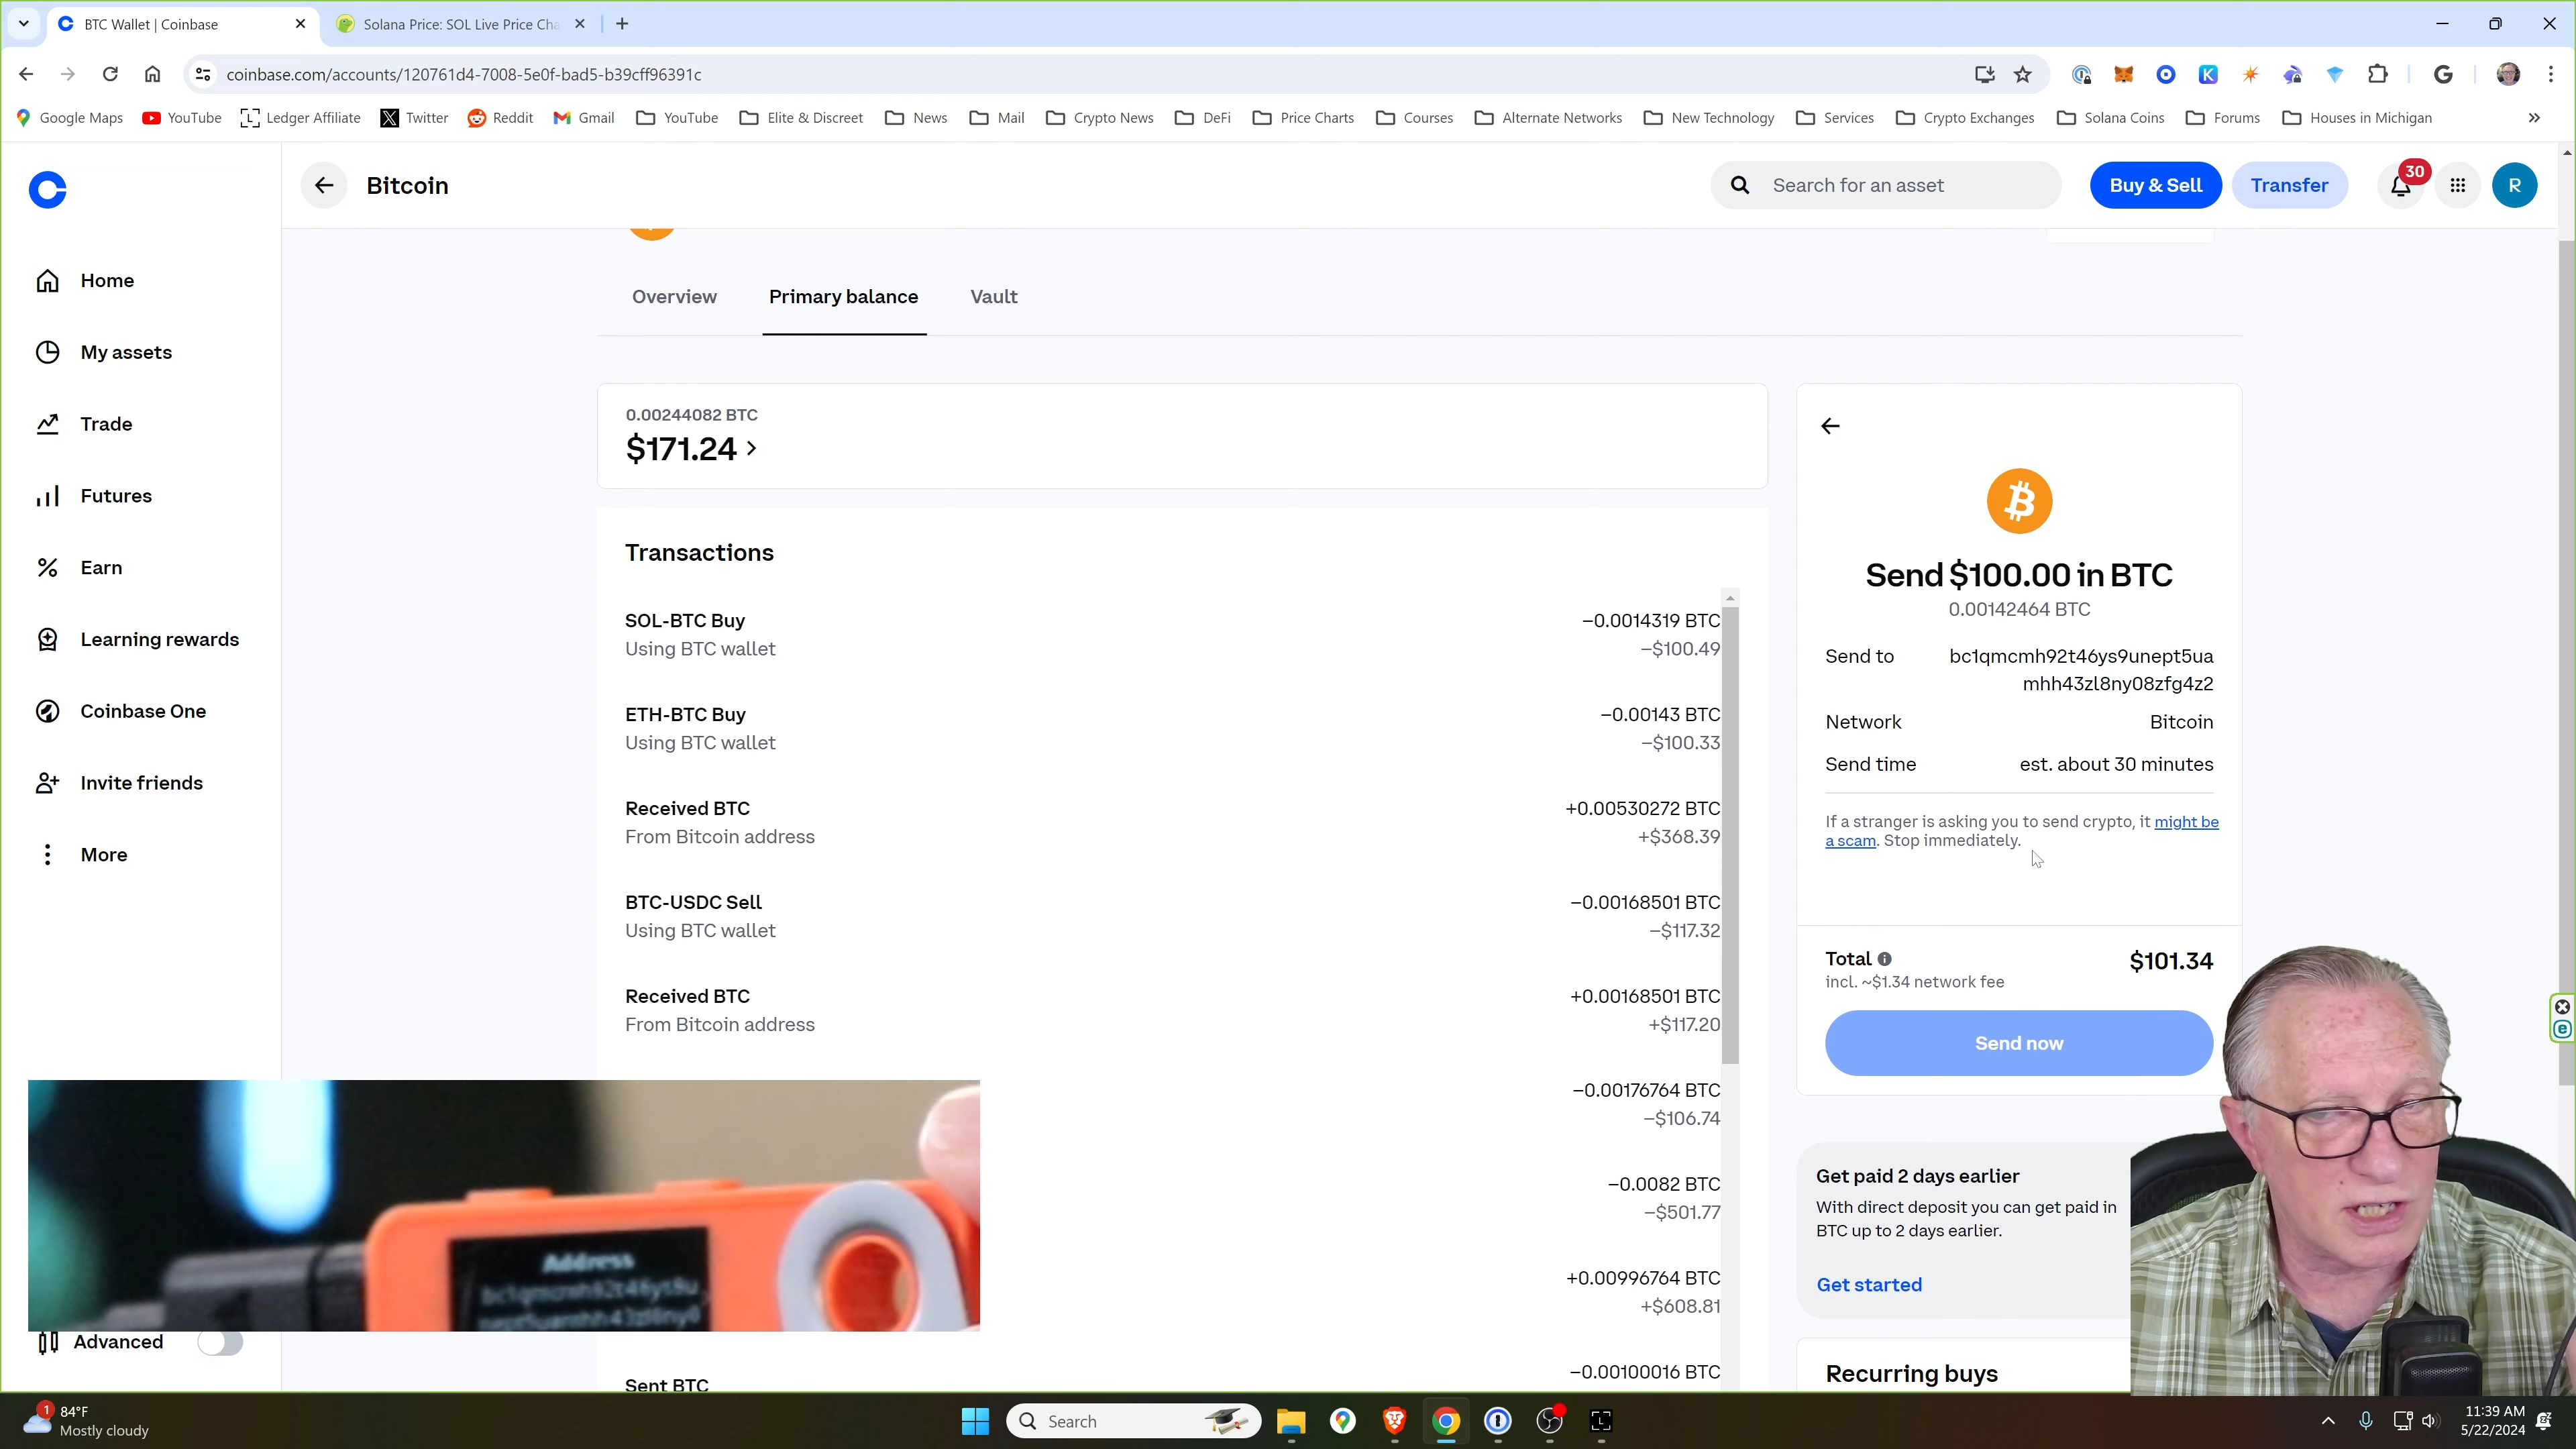 BTC Wallet | Coinbase
Solana Price: SOL Live Price Cha
coinbase.com/accounts/120761d4-7008-5e0f-bad5-b39cff96391c
Google Maps YouTube Ledger Affiliate Twitter Reddit Gmail YouTube Elite & Discreet News Mail Crypto News DeFi Price Charts Courses Alternate Networks New Technology Services Crypto Exchanges Solana Coins Forums Houses in Michigan »
Bitcoin
Search for an asset
Buy & Sell
Transfer
30
R
Home
My assets
Trade
Futures
Earn
Learning rewards
Coinbase One
Invite friends
More
Advanced
Overview Primary balance Vault
0.00244082 BTC
$171.24
Transactions
SOL-BTC Buy −0.0014319 BTC
Using BTC wallet −$100.49
ETH-BTC Buy −0.00143 BTC
Using BTC wallet −$100.33
Received BTC +0.00530272 BTC
From Bitcoin address +$368.39
BTC-USDC Sell −0.00168501 BTC
Using BTC wallet −$117.32
Received BTC +0.00168501 BTC
From Bitcoin address +$117.20
−0.00176764 BTC
−$106.74
−0.0082 BTC
−$501.77
+0.00996764 BTC
+$608.81
Sent BTC −0.00100016 BTC
Send $100.00 in BTC
0.00142464 BTC
Send to bc1qmcmh92t46ys9unept5ua
mhh43zl8ny08zfg4z2
Network Bitcoin
Send time est. about 30 minutes
If a stranger is asking you to send crypto, it might be
a scam. Stop immediately.
Total $101.34
incl. ~$1.34 network fee
Send now
Get paid 2 days earlier
With direct deposit you can get paid in
BTC up to 2 days earlier.
Get started
Recurring buys
Address
1
84°F
Mostly cloudy
Search
11:39 AM
5/22/2024